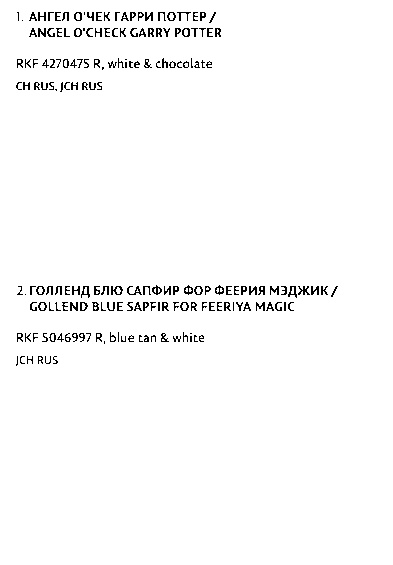 1. АНГЕЛ О'ЧЕК ГАРРИ ПОТТЕР /
ANGEL O'CHECK GARRY POTTER
RKF 4270475 R, white & chocolate
CH RUS, JCH RUS
2. ГОЛЛЕНД БЛЮ САПФИР ФОР ФЕЕРИЯ МЭДЖИК /
GOLLEND BLUE SAPFIR FOR FEERIYA MAGIC
RKF 5046997 R, blue tan & white
JCH RUS